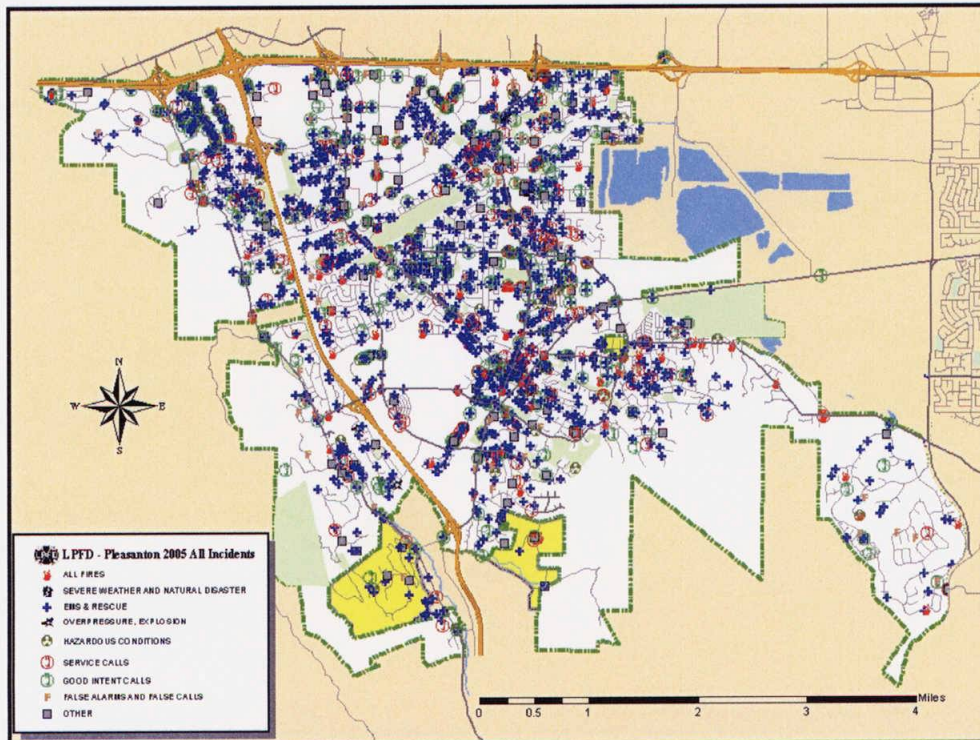 N
W E
S
LPFD - Pleasanton 2005 All Incidents
ALL FIRES
SEVERE WEATHER AND NATURAL DISASTER
EMS & RESCUE
OVERPRESSURE, EXPLOSION
HAZARDOUS CONDITIONS
SERVICE CALLS
GOOD INTENT CALLS
F FALSE ALARMS AND FALSE CALLS
OTHER
Miles
0 0.5 1 2 3 4